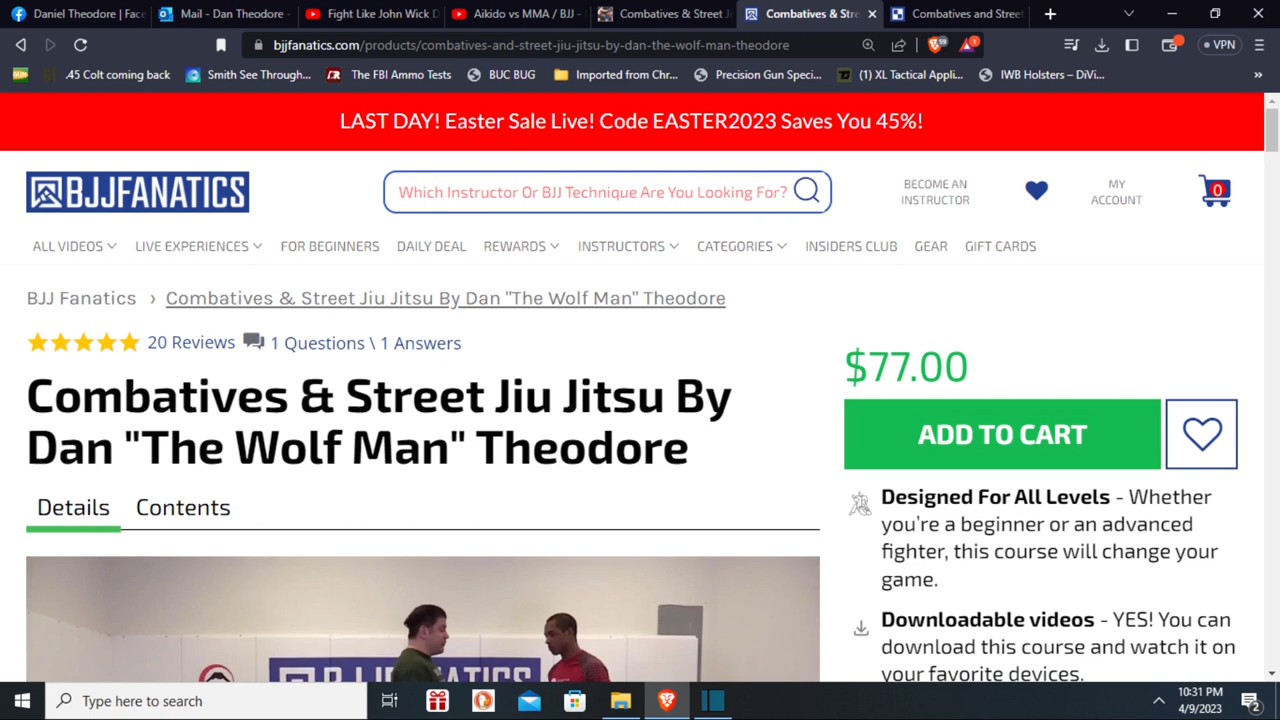 Daniel Theodore | Fac
Mail - Dan Theodore -
Fight Like John Wick D
Aikido vs MMA / BJJ -
Combatives & Street J
Combatives & Stre
Combatives and Street
bjjfanatics.com/products/combatives-and-street-jiu-jitsu-by-dan-the-wolf-man-theodore
59
1
VPN
GUN
.45 Colt coming back
Smith See Through...
The FBI Ammo Tests
BUC BUG
Imported from Chr...
Precision Gun Speci...
(1) XL Tactical Appli...
IWB Holsters – DiVi...
LAST DAY! Easter Sale Live! Code EASTER2023 Saves You 45%!
BJJFANATICS
Which Instructor Or BJJ Technique Are You Looking For?
BECOME AN
INSTRUCTOR
MY
ACCOUNT
0
ALL VIDEOS
LIVE EXPERIENCES
FOR BEGINNERS
DAILY DEAL
REWARDS
INSTRUCTORS
CATEGORIES
INSIDERS CLUB
GEAR
GIFT CARDS
BJJ Fanatics › Combatives & Street Jiu Jitsu By Dan "The Wolf Man" Theodore
20 Reviews 1 Questions \ 1 Answers
Combatives & Street Jiu Jitsu By
Dan "The Wolf Man" Theodore
Details
Contents
BJJFANATICS
$77.00
ADD TO CART
Designed For All Levels - Whether
you're a beginner or an advanced
fighter, this course will change your
game.
Downloadable videos - YES! You can
download this course and watch it on
your favorite devices.
Type here to search
10:31 PM
4/9/2023
2